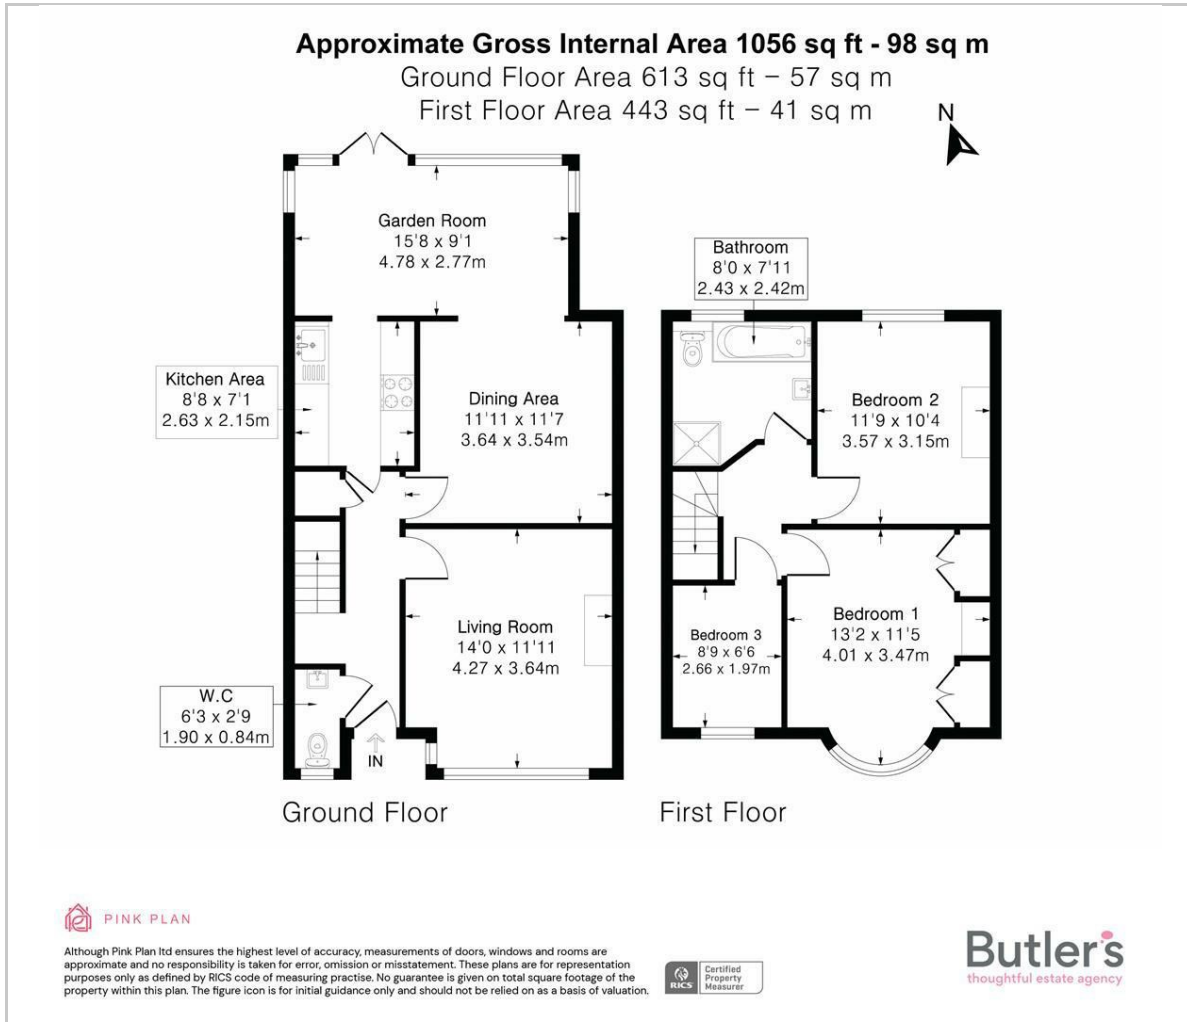 Approximate Gross Internal Area 1056 sq ft - 98 sq m
Ground Floor Area 613 sq ft – 57 sq m
First Floor Area 443 sq ft – 41 sq m
N
Garden Room
15'8 x 9'1
4.78 x 2.77m
Kitchen Area
8'8 x 7'1
2.63 x 2.15m
Dining Area
11'11 x 11'7
3.64 x 3.54m
Living Room
14'0 x 11'11
4.27 x 3.64m
W.C
6'3 x 2'9
1.90 x 0.84m
IN
Ground Floor
Bathroom
8'0 x 7'11
2.43 x 2.42m
Bedroom 2
11'9 x 10'4
3.57 x 3.15m
Bedroom 1
13'2 x 11'5
4.01 x 3.47m
Bedroom 3
8'9 x 6'6
2.66 x 1.97m
First Floor
PINK PLAN
Although Pink Plan ltd ensures the highest level of accuracy, measurements of doors, windows and rooms are
approximate and no responsibility is taken for error, omission or misstatement. These plans are for representation
purposes only as defined by RICS code of measuring practise. No guarantee is given on total square footage of the
property within this plan. The figure icon is for initial guidance only and should not be relied on as a basis of valuation.
RICS
Certified
Property
Measurer
Butler's
thoughtful estate agency